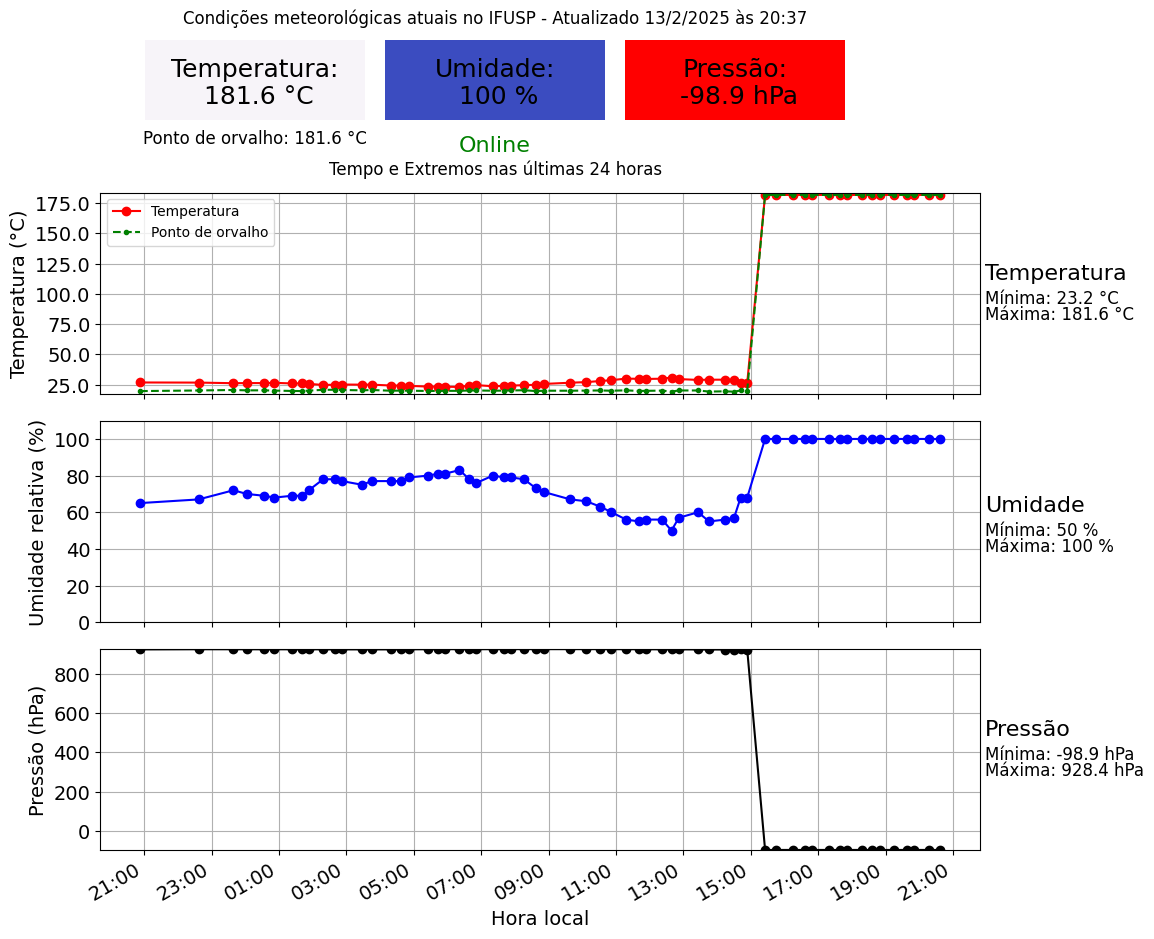 Condições meteorológicas atuais no IFUSP - Atualizado 13/2/2025 às 20:37
Temperatura:
181.6 °C
Umidade:
100 %
Pressão:
-98.9 hPa
Ponto de orvalho: 181.6 °C
Online
Tempo e Extremos nas últimas 24 horas
Temperatura (°C)
175.0
150.0
125.0
100.0
75.0
50.0
25.0
Temperatura
Ponto de orvalho
Temperatura
Mínima: 23.2 °C
Máxima: 181.6 °C
Umidade relativa (%)
100
80
60
40
20
0
Umidade
Mínima: 50 %
Máxima: 100 %
Pressão (hPa)
800
600
400
200
0
Pressão
Mínima: -98.9 hPa
Máxima: 928.4 hPa
21:00
23:00
01:00
03:00
05:00
07:00
09:00
11:00
13:00
15:00
17:00
19:00
21:00
Hora local